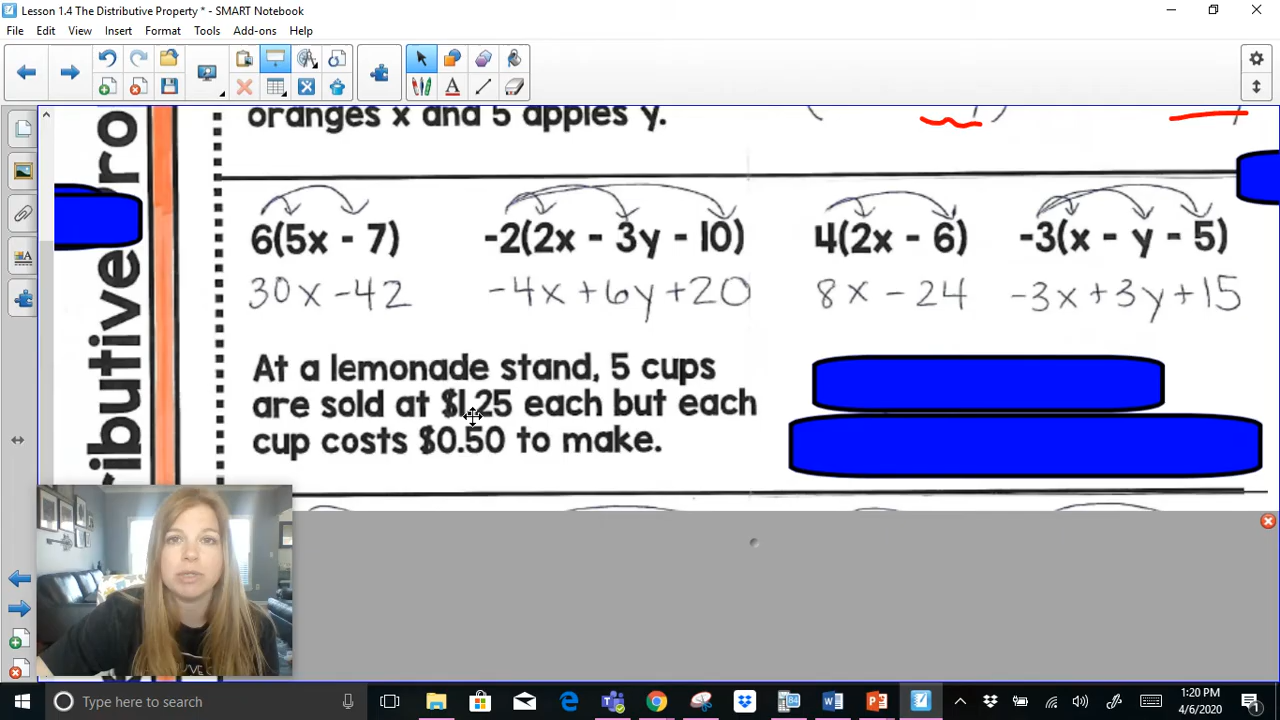 Lesson 1.4 The Distributive Property * - SMART Notebook
File Edit View Insert Format Tools Add-ons Help
oranges x and 5 apples y.
6(5x - 7) -2(2x - 3y - 10) 4(2x - 6) -3(x - y - 5)
30x -42 -4x +6y +20 8x - 24 -3x +3y +15
At a lemonade stand, 5 cups
are sold at $1.25 each but each
cup costs $0.50 to make.
Type here to search
1:20 PM
4/6/2020